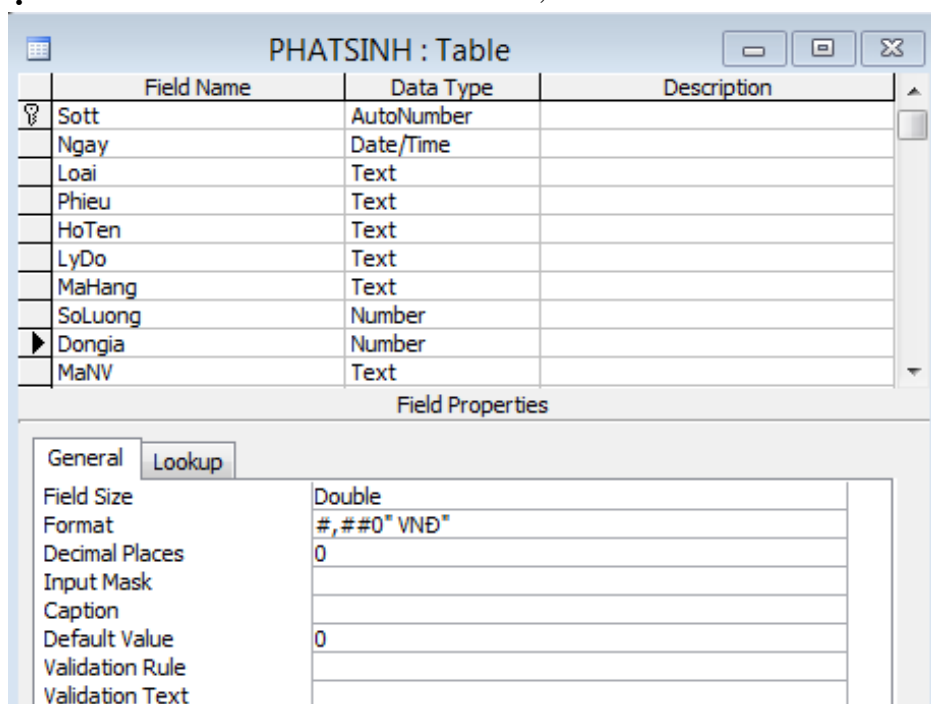 PHATSINH : Table
Field Name Data Type Description
Sott AutoNumber
Ngay Date/Time
Loai Text
Phieu Text
HoTen Text
LyDo Text
MaHang Text
SoLuong Number
Dongia Number
MaNV Text
Field Properties
General Lookup
Field Size Double
Format #,##0" VNĐ"
Decimal Places 0
Input Mask
Caption
Default Value 0
Validation Rule
Validation Text